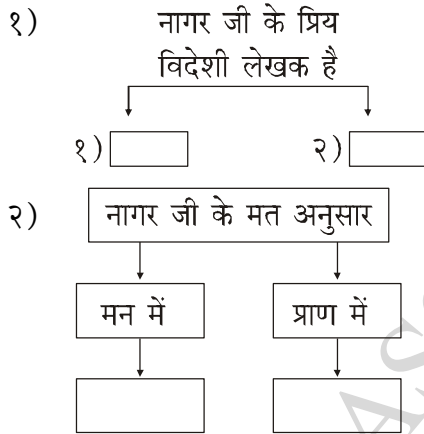 १) नागर जी के प्रिय
विदेशी लेखक है
१) २)
२) नागर जी के मत अनुसार
मन में प्राण में